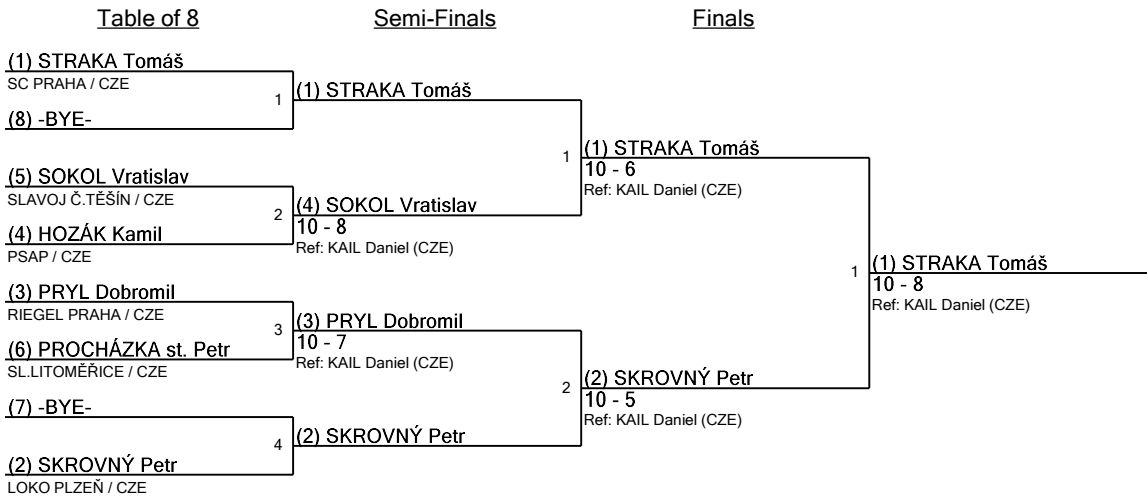 Table of 8
Semi-Finals
Finals
(1) STRAKA Tomáš
SC PRAHA / CZE
1
(8) -BYE-
(5) SOKOL Vratislav
SLAVOJ Č.TĚŠÍN / CZE
2
(4) HOZÁK Kamil
PSAP / CZE
(3) PRYL Dobromil
RIEGEL PRAHA / CZE
3
(6) PROCHÁZKA st. Petr
SL.LITOMĚŘICE / CZE
(7) -BYE-
4
(2) SKROVNÝ Petr
LOKO PLZEŇ / CZE
(1) STRAKA Tomáš
1
(4) SOKOL Vratislav
10 - 8
Ref: KAIL Daniel (CZE)
(3) PRYL Dobromil
10 - 7
Ref: KAIL Daniel (CZE)
2
(2) SKROVNÝ Petr
(1) STRAKA Tomáš
10 - 6
Ref: KAIL Daniel (CZE)
1
(2) SKROVNÝ Petr
10 - 5
Ref: KAIL Daniel (CZE)
(1) STRAKA Tomáš
10 - 8
Ref: KAIL Daniel (CZE)